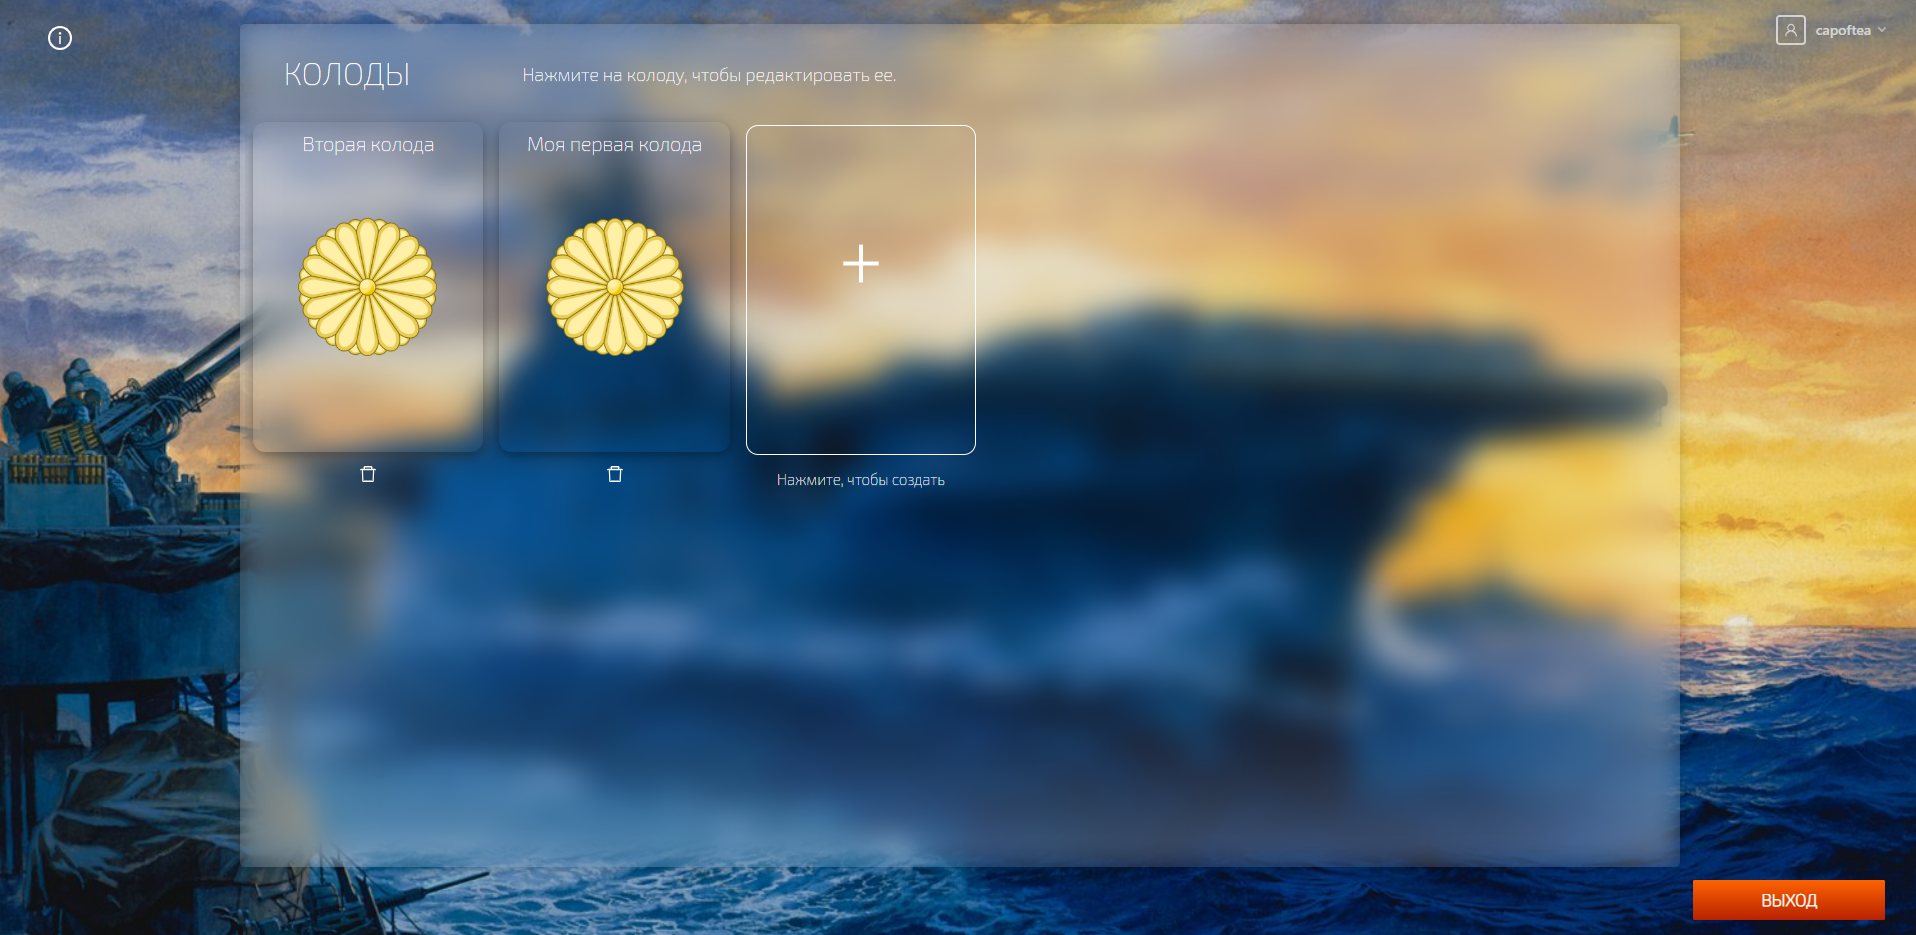 capoftea
КОЛОДЫ
Нажмите на колоду, чтобы редактировать ее.
Вторая колода
Моя первая колода
Нажмите, чтобы создать
ВЫХОД